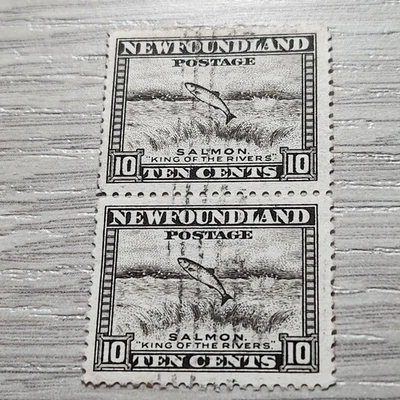 NEWFOUNDLAND
POSTAGE
SALMON.
"KING OF THE RIVERS"
10 TEN CENTS 10
NEWFOUNDLAND
POSTAGE
SALMON.
"KING OF THE RIVERS"
10 TEN CENTS 10